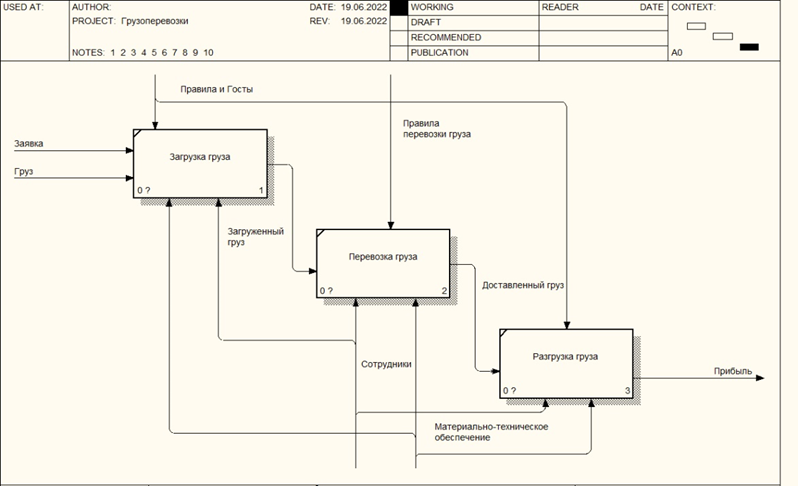 USED AT:
AUTHOR:
DATE: 19.06.2022
WORKING
READER
DATE
CONTEXT:
PROJECT: Грузоперевозки
REV: 19.06.2022
DRAFT
RECOMMENDED
NOTES: 1 2 3 4 5 6 7 8 9 10
PUBLICATION
A0
Правила и Госты
Правила
перевозки груза
Заявка
Груз
Загрузка груза
0 ?
1
Загруженный
груз
Перевозка груза
0 ?
2
Доставленный груз
Разгрузка груза
0 ?
3
Прибыль
Сотрудники
Материально-техническое
обеспечение